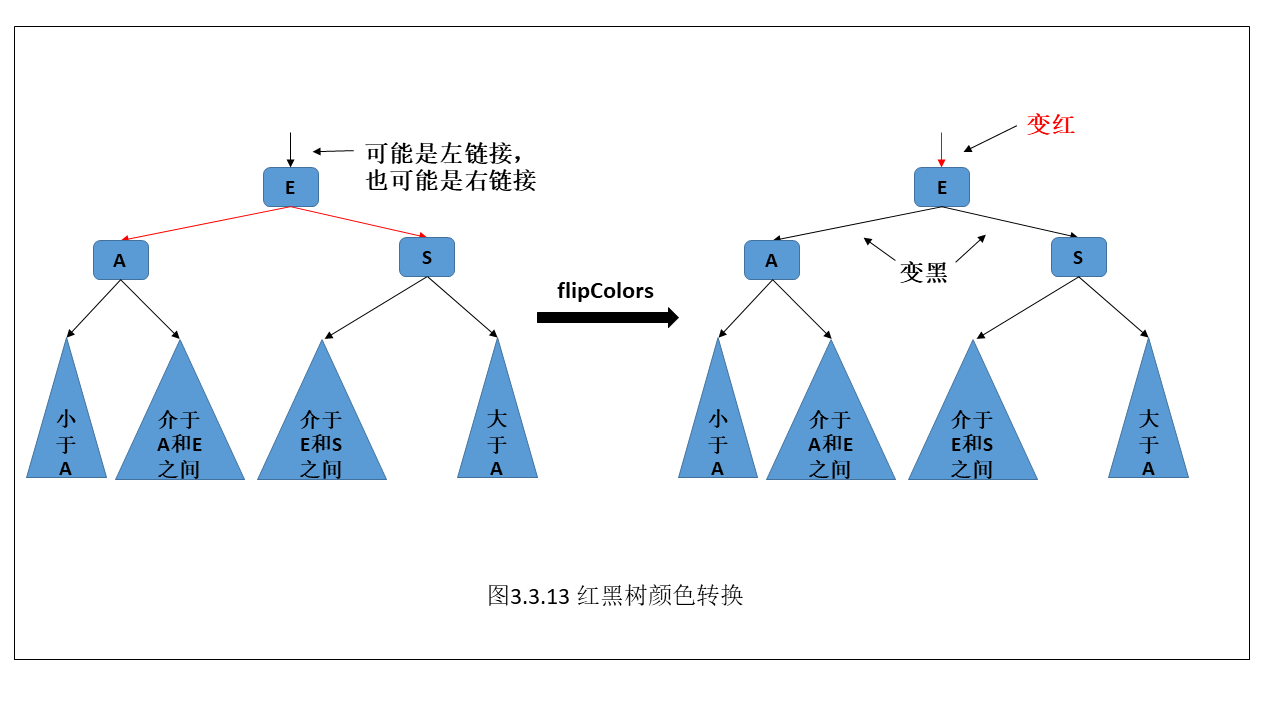 变红
可能是左链接，
也可能是右链接
E
E
A
S
A
S
变黑
flipColors
小
于
A
介于
A和E
之间
介于
E和S
之间
大
于
A
小
于
A
介于
A和E
之间
介于
E和S
之间
大
于
A
图3.3.13 红黑树颜色转换